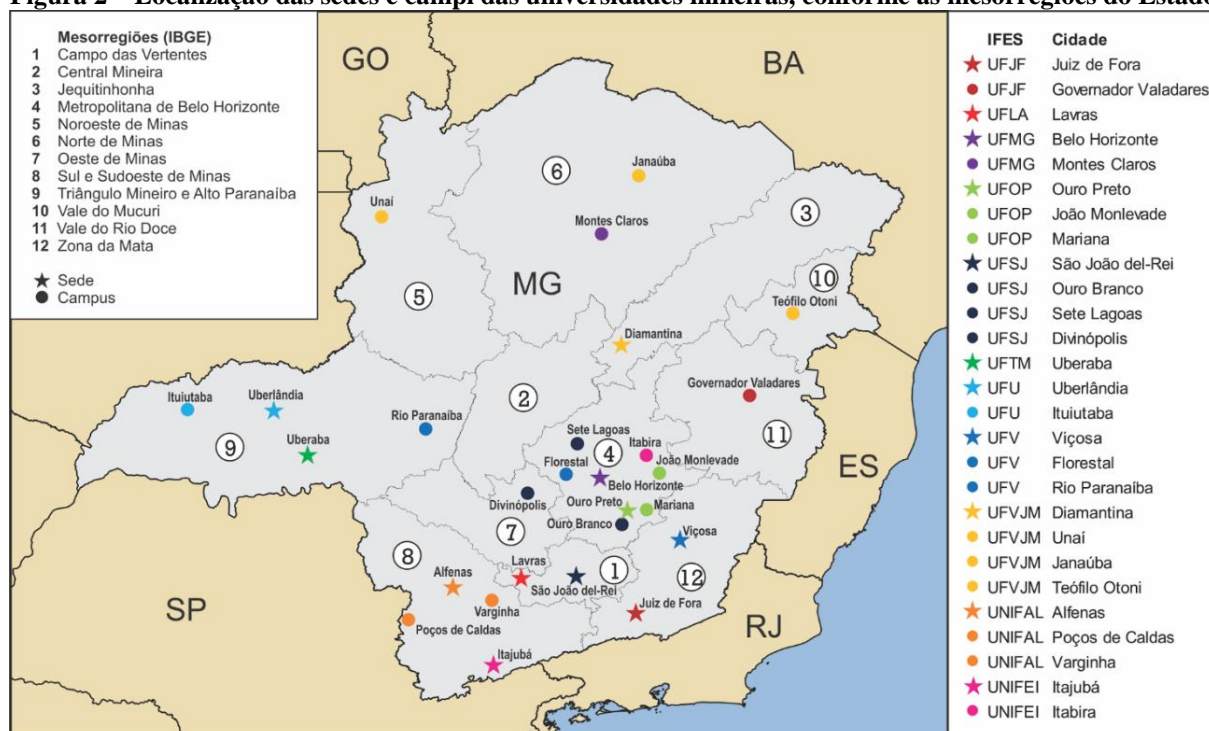 Figura 2 – Localização das sedes e campi das universidades mineiras, conforme as mesorregiões do Estado
Mesorregiões (IBGE)
1 Campo das Vertentes
2 Central Mineira
3 Jequitinhonha
4 Metropolitana de Belo Horizonte
5 Noroeste de Minas
6 Norte de Minas
7 Oeste de Minas
8 Sul e Sudoeste de Minas
9 Triângulo Mineiro e Alto Paranaíba
10 Vale do Mucuri
11 Vale do Rio Doce
12 Zona da Mata
Sede
Campus
GO
BA
6
Janaúba
Unaí
3
Montes Claros
MG
10
5
Teófilo Otoni
Diamantina
Governador Valadares
2
Ituiutaba
Uberlândia
Rio Paranaíba
11
9
Uberaba
Sete Lagoas
Itabira
4
João Monlevade
Florestal
Belo Horizonte
ES
Divinópolis
Ouro Preto
Mariana
Ouro Branco
7
Viçosa
8
Lavras
1
12
Alfenas
São João del-Rei
Varginha
Juiz de Fora
SP
Poços de Caldas
RJ
Itajubá
IFES Cidade
UFJF Juiz de Fora
UFJF Governador Valadares
UFLA Lavras
UFMG Belo Horizonte
UFMG Montes Claros
UFOP Ouro Preto
UFOP João Monlevade
UFOP Mariana
UFSJ São João del-Rei
UFSJ Ouro Branco
UFSJ Sete Lagoas
UFSJ Divinópolis
UFTM Uberaba
UFU Uberlândia
UFU Ituiutaba
UFV Viçosa
UFV Florestal
UFV Rio Paranaíba
UFVJM Diamantina
UFVJM Unaí
UFVJM Janaúba
UFVJM Teófilo Otoni
UNIFAL Alfenas
UNIFAL Poços de Caldas
UNIFAL Varginha
UNIFEI Itajubá
UNIFEI Itabira